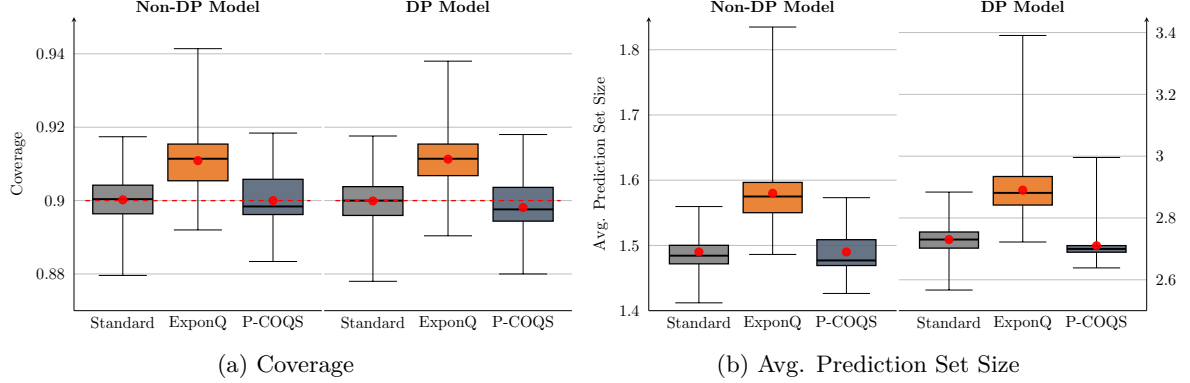 Non-DP Model
DP Model
0.94
0.92
0.9
0.88
Coverage
Standard
ExponQ
P-COQS
Standard
ExponQ
P-COQS
(a) Coverage
Non-DP Model
DP Model
1.8
1.7
1.6
1.5
1.4
Avg. Prediction Set Size
3.4
3.2
3
2.8
2.6
Standard
ExponQ
P-COQS
Standard
ExponQ
P-COQS
(b) Avg. Prediction Set Size